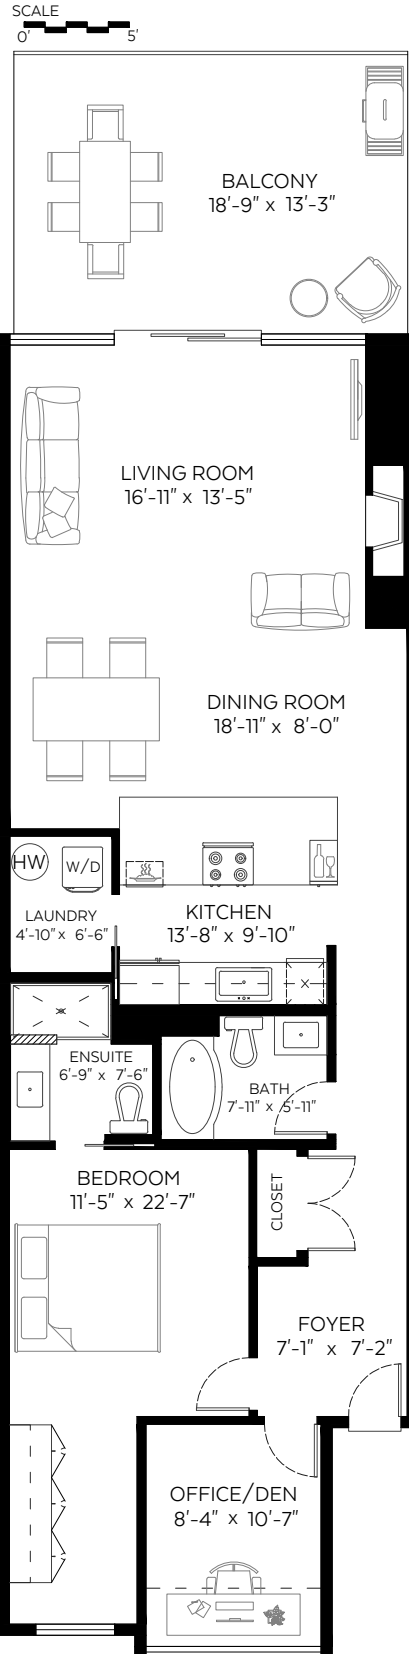 SCALE
0' 5'
BALCONY
18'-9" x 13'-3"
LIVING ROOM
16'-11" x 13'-5"
DINING ROOM
18'-11" x 8'-0"
HW W/D
LAUNDRY
4'-10" x 6'-6"
KITCHEN
13'-8" x 9'-10"
ENSUITE
6'-9" x 7'-6"
BATH
7'-11" x 5'-11"
BEDROOM
11'-5" x 22'-7"
CLOSET
FOYER
7'-1" x 7'-2"
OFFICE/DEN
8'-4" x 10'-7"